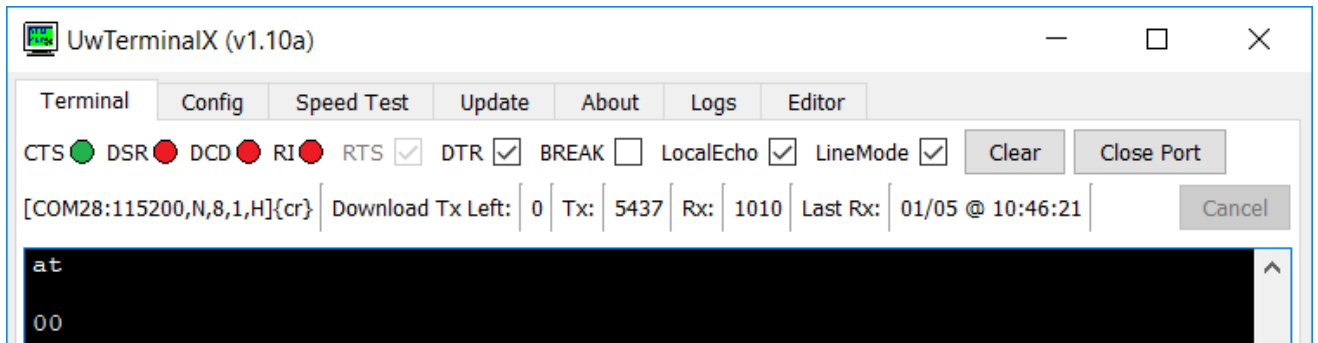 UwTerminalX (v1.10a)
Terminal Config Speed Test Update About Logs Editor
CTS DSR DCD RI RTS DTR BREAK LocalEcho LineMode Clear Close Port
[COM28:115200,N,8,1,H]{cr} Download Tx Left: 0 Tx: 5437 Rx: 1010 Last Rx: 01/05 @ 10:46:21 Cancel
at
00